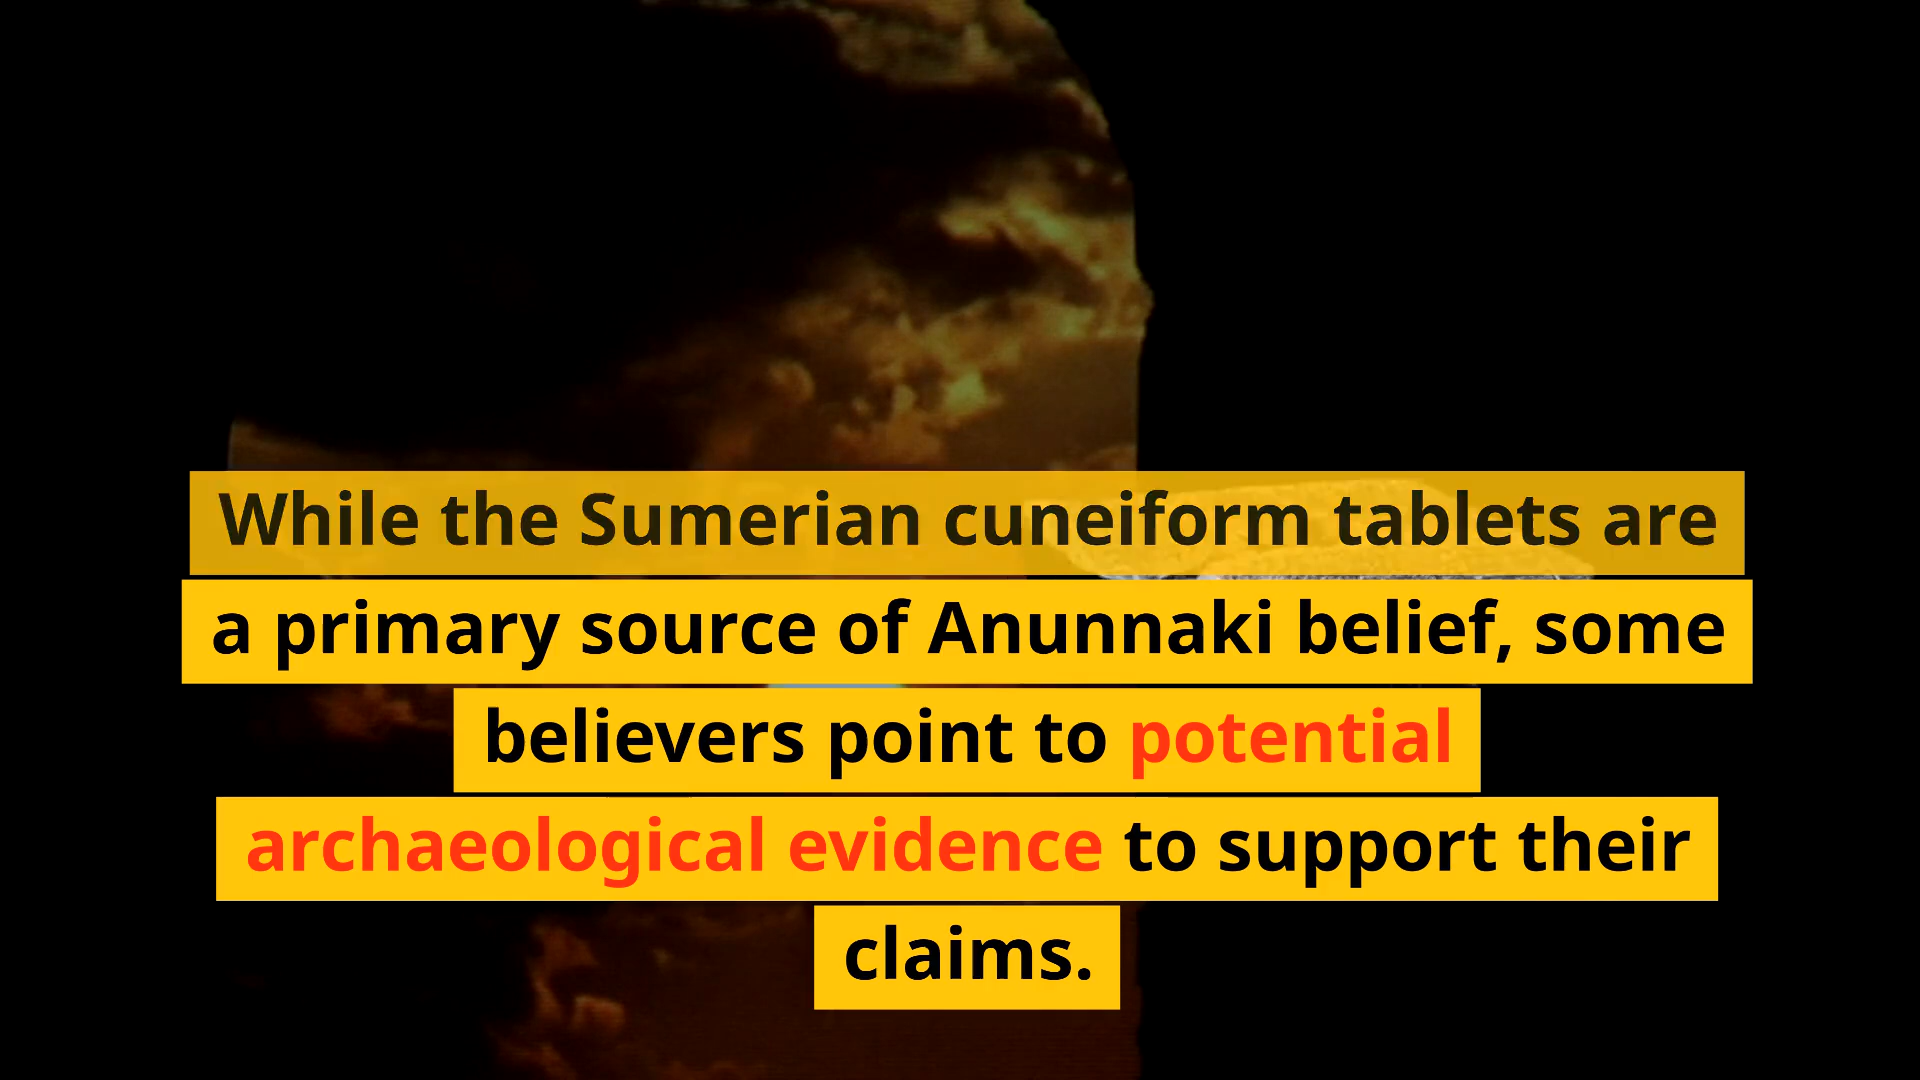 While the Sumerian cuneiform tablets are
a primary source of Anunnaki belief, some
believers point to potential
archaeological evidence to support their
claims.